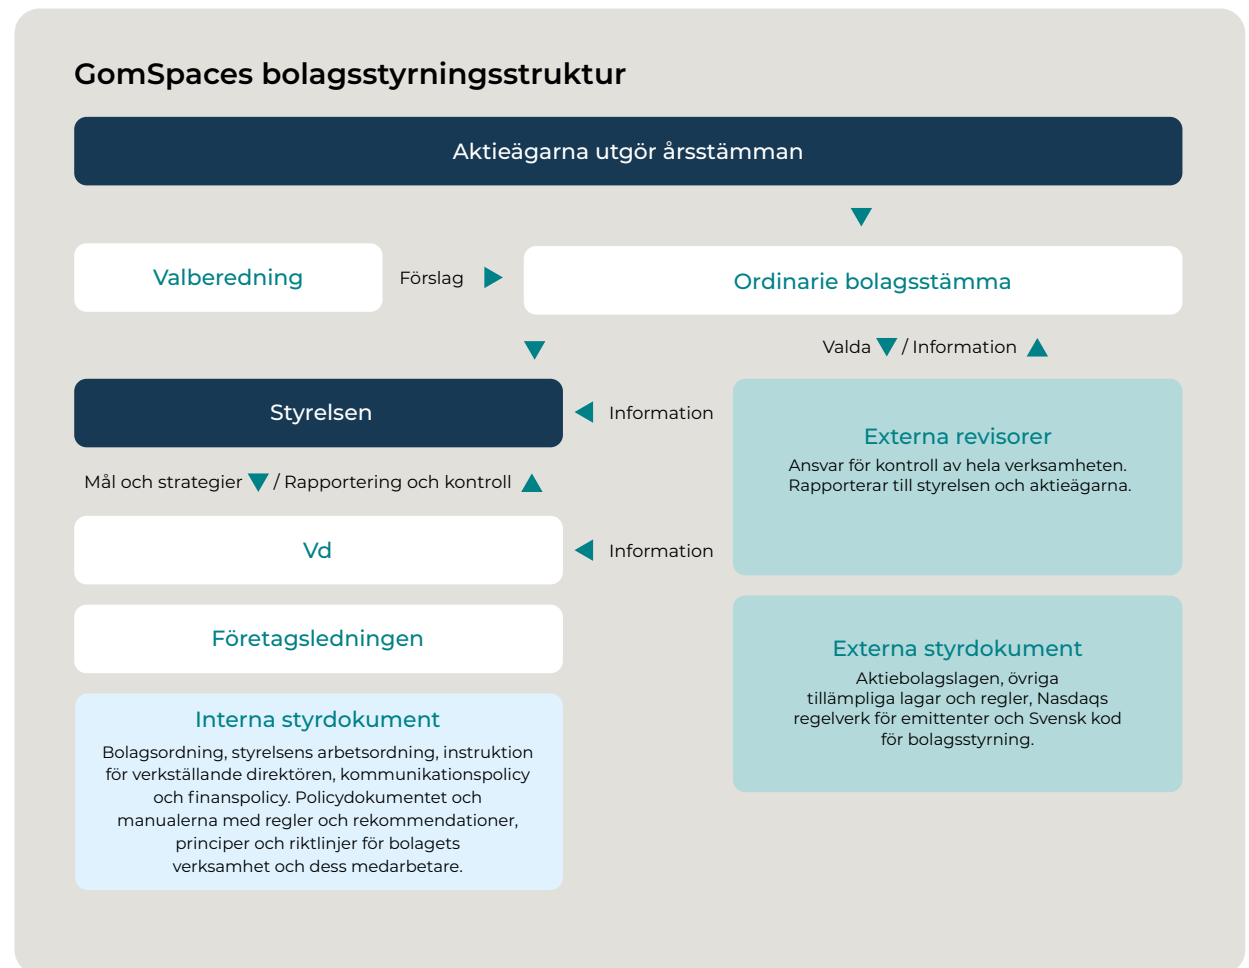 GomSpaces bolagsstyrningsstruktur
Aktieägarna utgör årsstämman
Valberedning
Förslag
Ordinarie bolagsstämma
Valda / Information
Styrelsen
Information
Externa revisorer
Ansvar för kontroll av hela verksamheten.
Rapporterar till styrelsen och aktieägarna.
Mål och strategier / Rapportering och kontroll
Vd
Information
Företagsledningen
Externa styrdokument
Aktiebolagslagen, övriga
tillämpliga lagar och regler, Nasdaqs
regelverk för emittenter och Svensk kod
för bolagsstyrning.
Interna styrdokument
Bolagsordning, styrelsens arbetsordning, instruktion
för verkställande direktören, kommunikationspolicy
och finanspolicy. Policydokumentet och
manualerna med regler och rekommendationer,
principer och riktlinjer för bolagets
verksamhet och dess medarbetare.